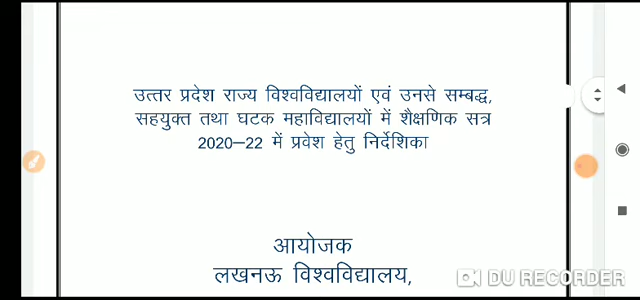 उत्तर प्रदेश राज्य विश्वविद्यालयों एवं उनसे सम्बद्ध,
सहयुक्त तथा घटक महाविद्यालयों में शैक्षणिक सत्र
2020–22 में प्रवेश हेतु निर्देशिका
आयोजक
लखनऊ विश्वविद्यालय,
DU RECORDER